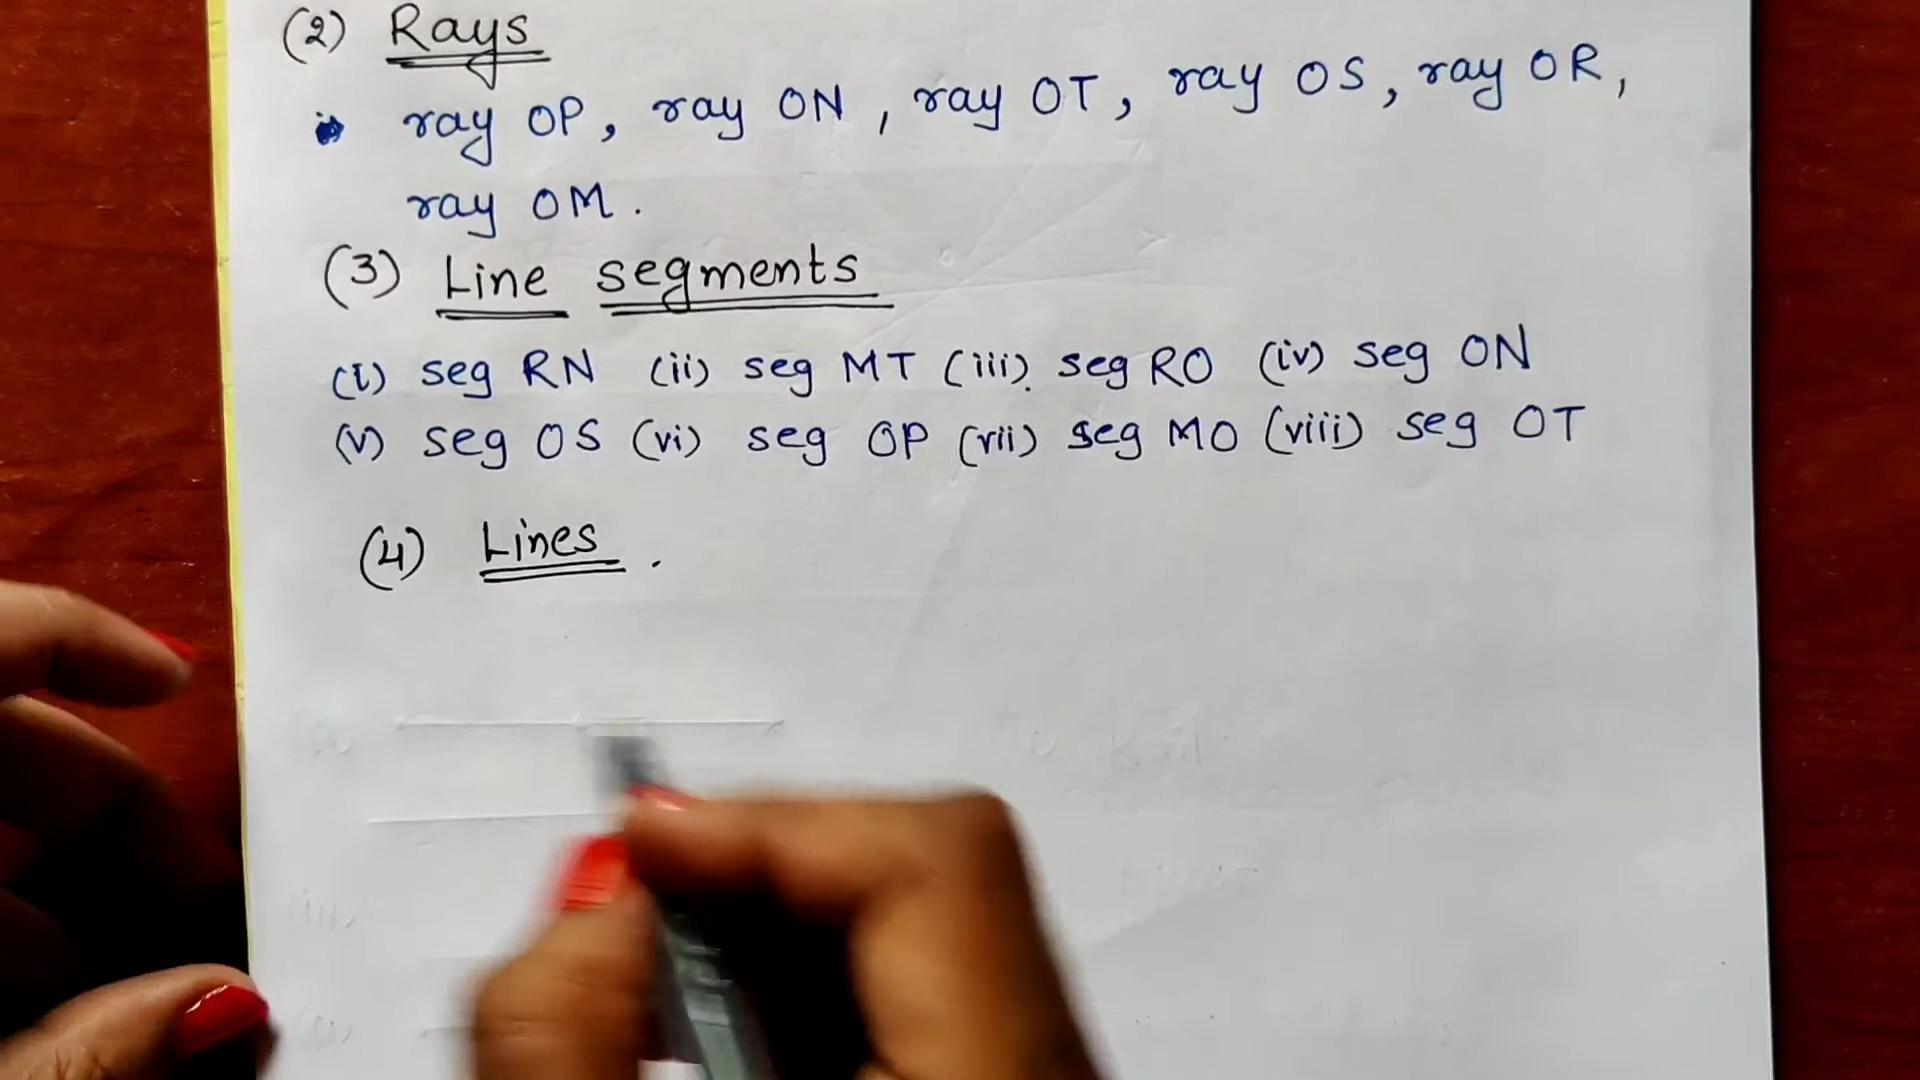 (2) Rays
ray OP, ray ON, ray OT, ray OS, ray OR,
ray OM.
(3) Line segments
(i) seg RN (ii) seg MT (iii) seg RO (iv) seg ON
(v) seg OS (vi) seg OP (vii) seg MO (viii) seg OT
(4) Lines.